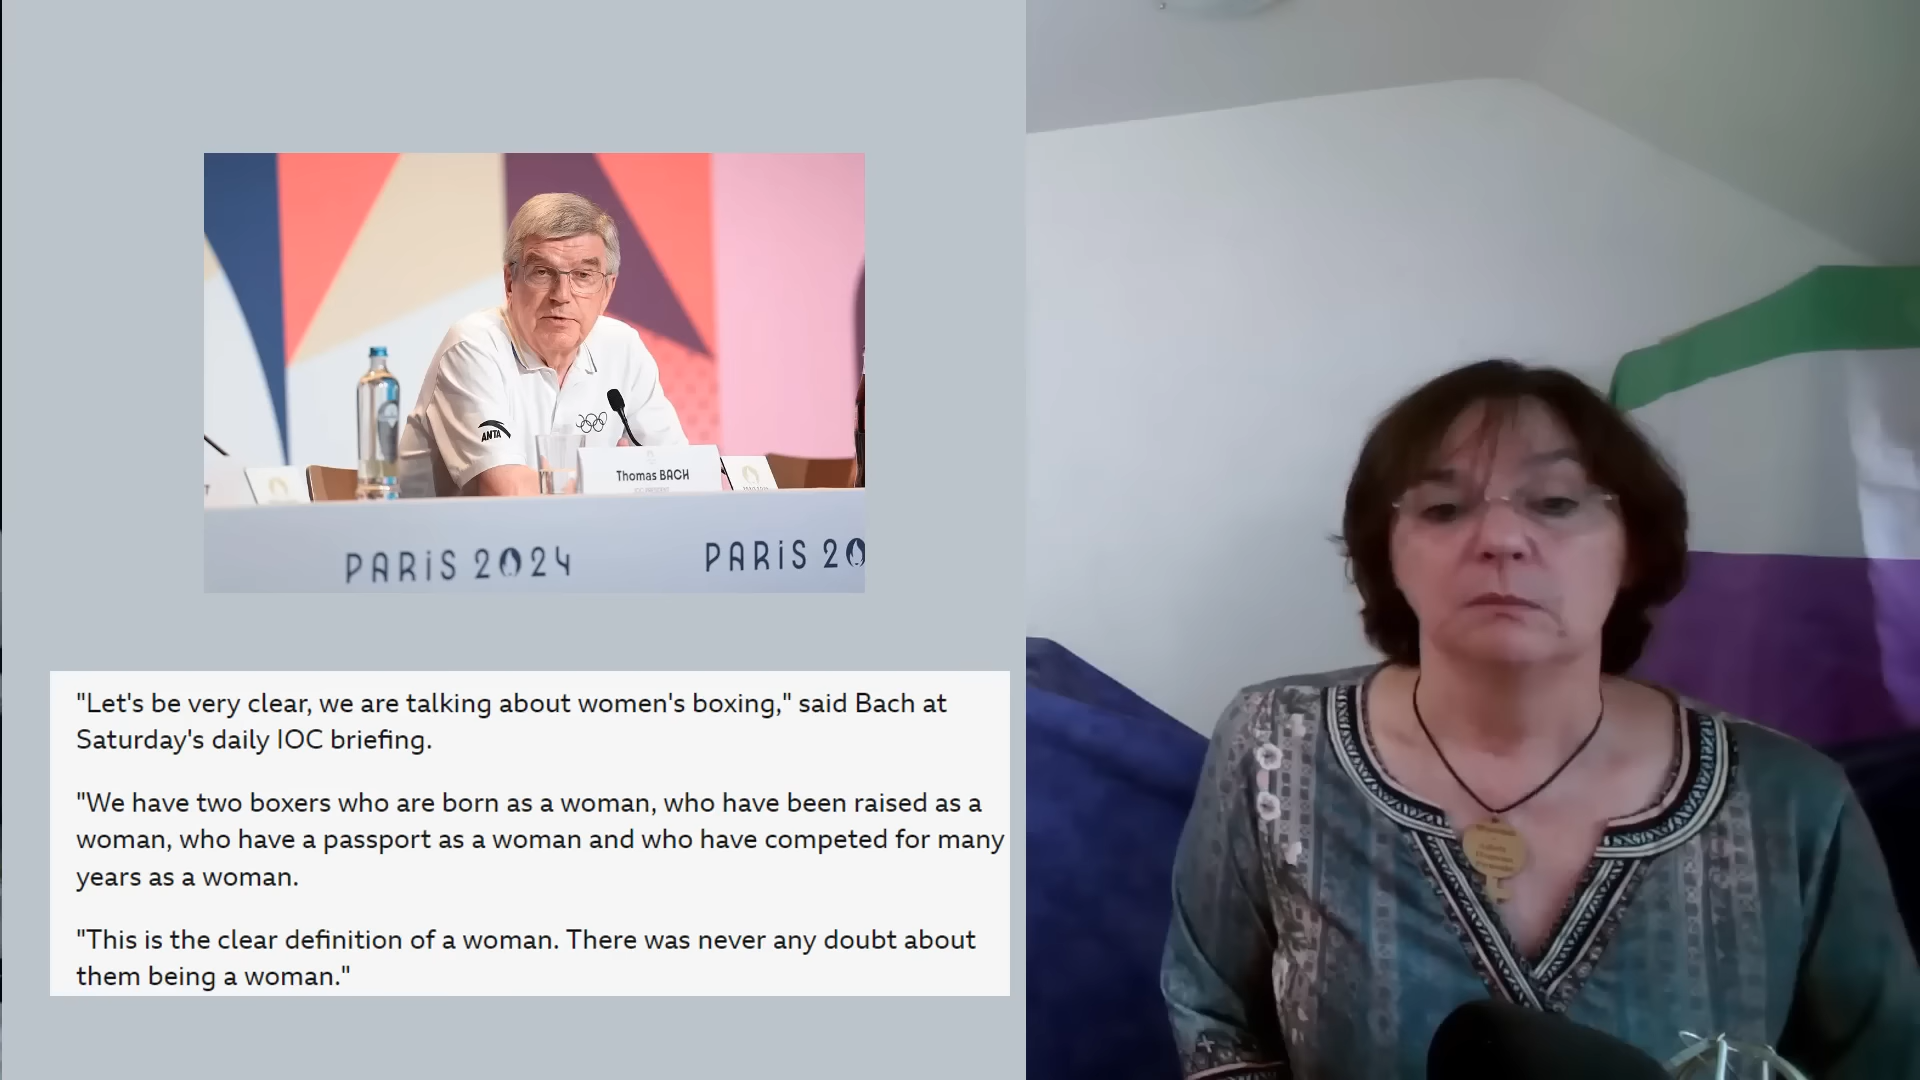 ANTA
Thomas BACH
PARiS 2024
PARiS 20
"Let's be very clear, we are talking about women's boxing," said Bach at
Saturday's daily IOC briefing.
"We have two boxers who are born as a woman, who have been raised as a
woman, who have a passport as a woman and who have competed for many
years as a woman.
"This is the clear definition of a woman. There was never any doubt about
them being a woman."